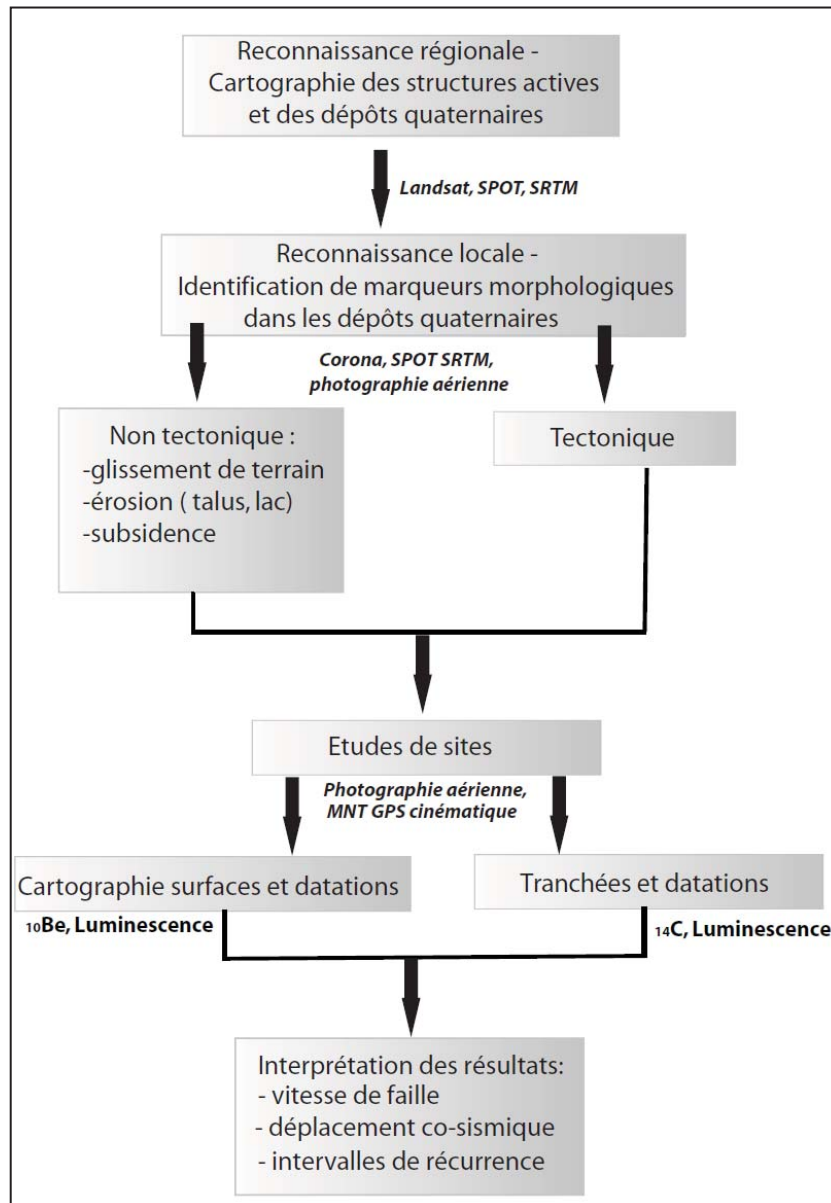 Reconnaissance régionale -
Cartographie des structures actives
et des dépôts quaternaires
Landsat, SPOT, SRTM
Reconnaissance locale -
Identification de marqueurs morphologiques
dans les dépôts quaternaires
Corona, SPOT SRTM,
photographie aérienne
Non tectonique :
-glissement de terrain
-érosion ( talus, lac)
-subsidence
Tectonique
Etudes de sites
Photographie aérienne,
MNT GPS cinématique
Cartographie surfaces et datations
10Be, Luminescence
Tranchées et datations
14C, Luminescence
Interprétation des résultats:
- vitesse de faille
- déplacement co-sismique
- intervalles de récurrence